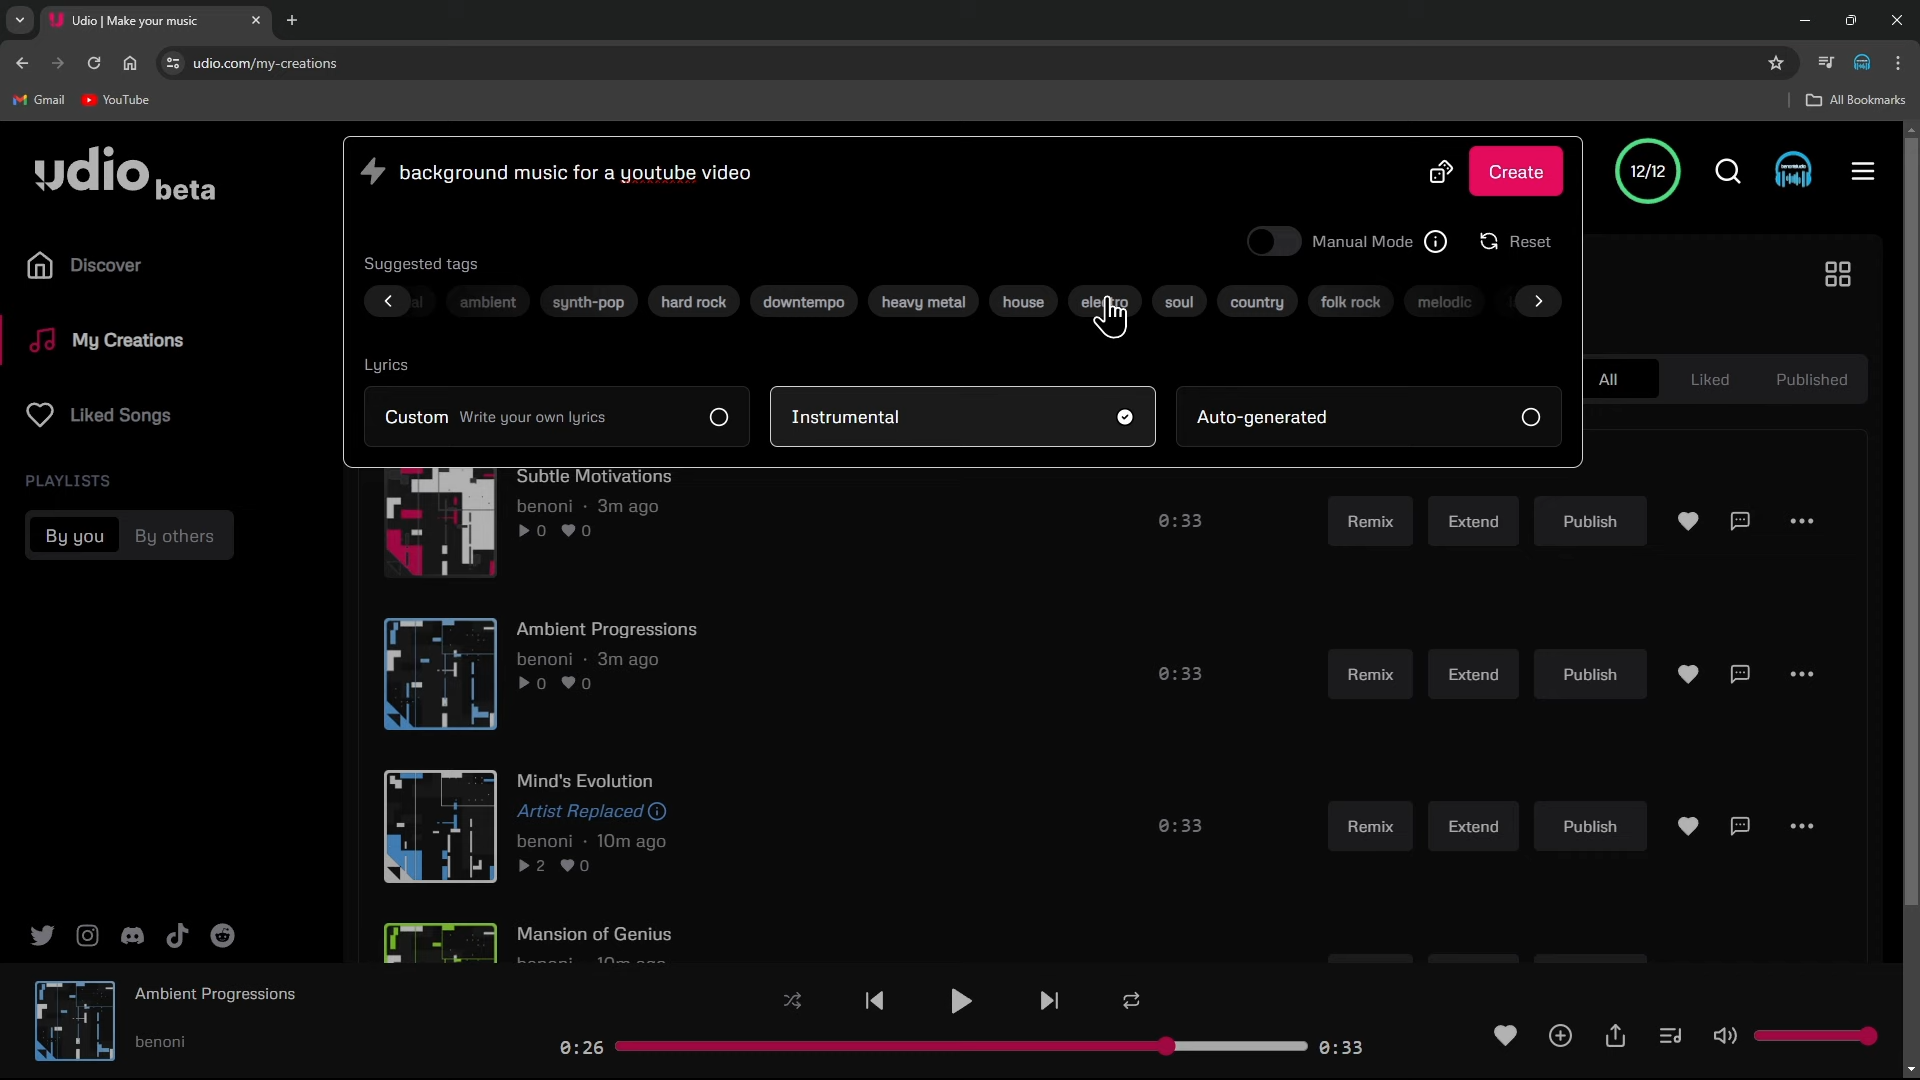 Udio | Make your music
udio.com/my-creations
Gmail
YouTube
All Bookmarks
udio beta
background music for a youtube video
Create
12/12
Discover
My Creations
Liked Songs
PLAYLISTS
By you
By others
Manual Mode
Reset
Suggested tags
al
ambient
synth-pop
hard rock
downtempo
heavy metal
house
electro
soul
country
folk rock
melodic
Lyrics
Custom Write your own lyrics
Instrumental
Auto-generated
All
Liked
Published
Subtle Motivations
benoni · 3m ago
0 0
0:33
Remix
Extend
Publish
Ambient Progressions
benoni · 3m ago
0 0
0:33
Remix
Extend
Publish
Mind's Evolution
Artist Replaced
benoni · 10m ago
2 0
0:33
Remix
Extend
Publish
Mansion of Genius
benoni · 10m ago
Ambient Progressions
benoni
0:26
0:33